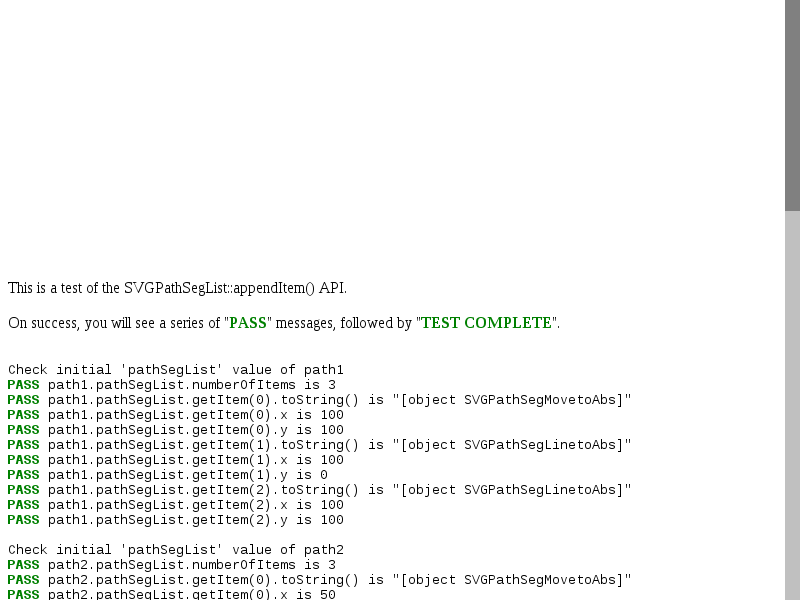 This is a test of the SVGPathSegList::appendItem() API.
On success, you will see a series of "PASS" messages, followed by "TEST COMPLETE".
Check initial 'pathSegList' value of path1
PASS path1.pathSegList.numberOfItems is 3
PASS path1.pathSegList.getItem(0).toString() is "[object SVGPathSegMovetoAbs]"
PASS path1.pathSegList.getItem(0).x is 100
PASS path1.pathSegList.getItem(0).y is 100
PASS path1.pathSegList.getItem(1).toString() is "[object SVGPathSegLinetoAbs]"
PASS path1.pathSegList.getItem(1).x is 100
PASS path1.pathSegList.getItem(1).y is 0
PASS path1.pathSegList.getItem(2).toString() is "[object SVGPathSegLinetoAbs]"
PASS path1.pathSegList.getItem(2).x is 100
PASS path1.pathSegList.getItem(2).y is 100
Check initial 'pathSegList' value of path2
PASS path2.pathSegList.numberOfItems is 3
PASS path2.pathSegList.getItem(0).toString() is "[object SVGPathSegMovetoAbs]"
PASS path2.pathSegList.getItem(0).x is 50